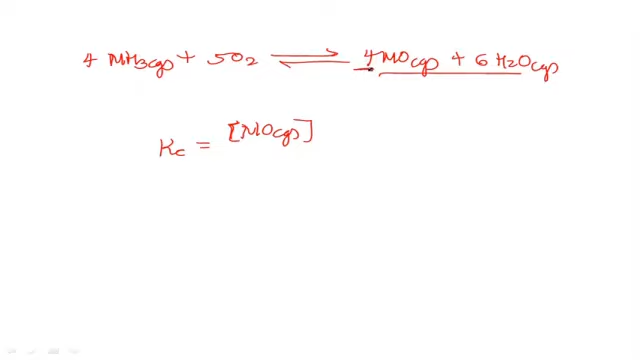 4 NH3(g) + 5O2 ⇌ 4NO(g) + 6 H2O(g)
Kc = [NO(g)]